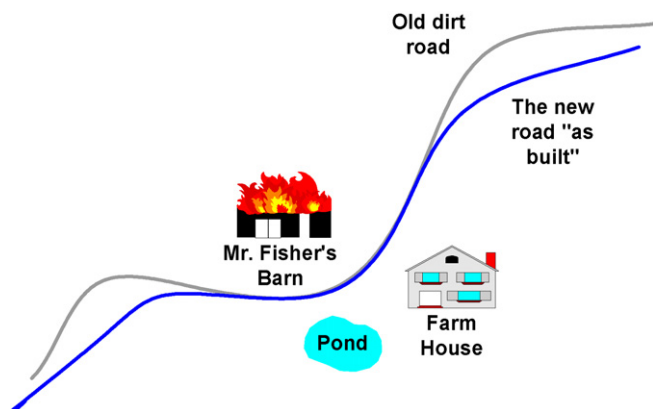 Old dirt
road
The new
road "as
built"
Mr. Fisher's
Barn
Farm
House
Pond